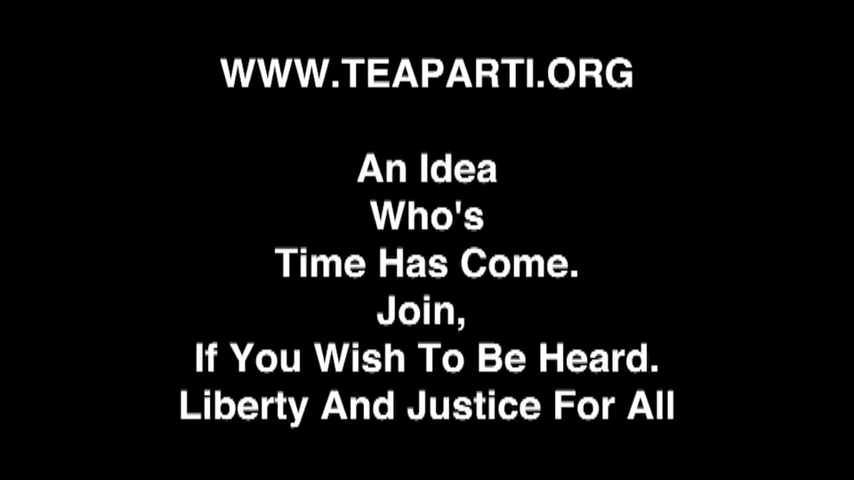 WWW.TEAPARTI.ORG
An Idea
Who's
Time Has Come.
Join,
If You Wish To Be Heard.
Liberty And Justice For All